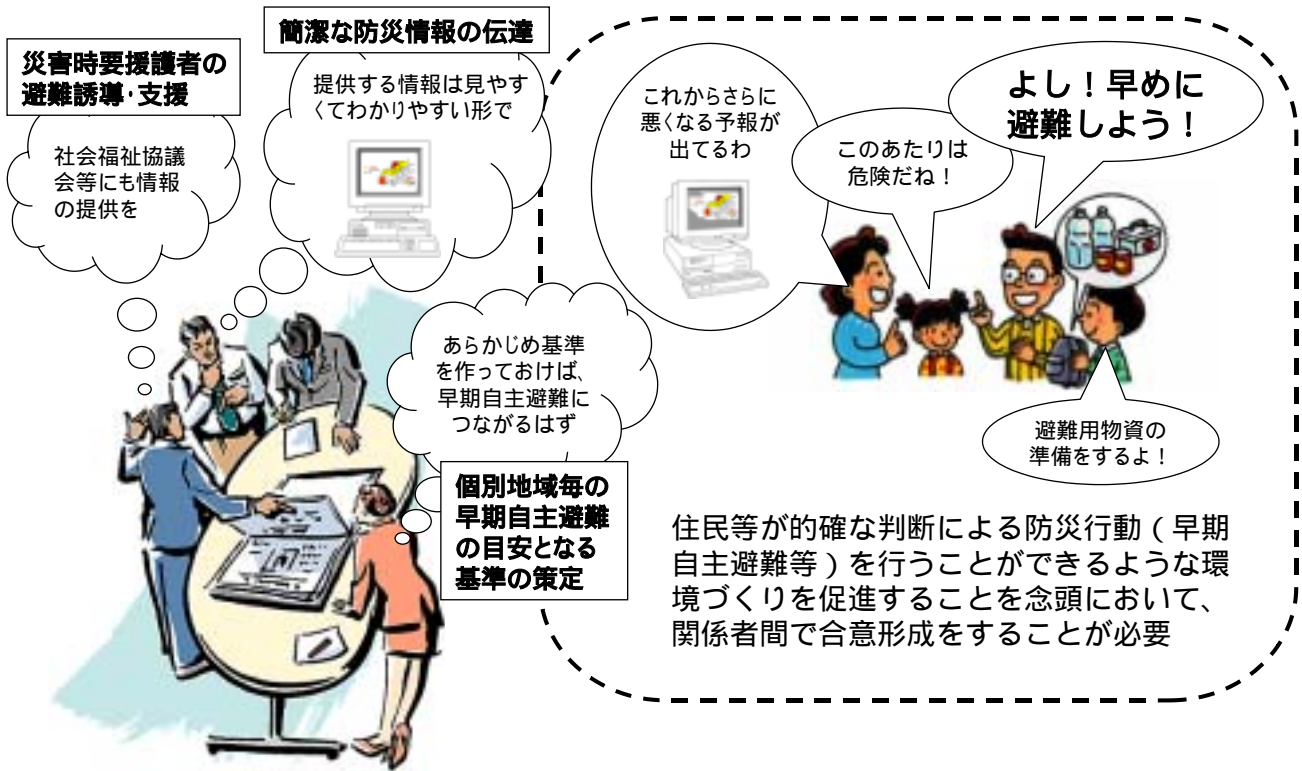 災害時要援護者の
避難誘導・支援
社会福祉協議
会等にも情報
の提供を
簡潔な防災情報の伝達
提供する情報は見やす
くてわかりやすい形で
あらかじめ基準
を作っておけば、
早期自主避難に
つながるはず
個別地域毎の
早期自主避難
の目安となる
基準の策定
これからさらに
悪くなる予報が
出てるわ
このあたりは
危険だね！
よし！早めに
避難しよう！
避難用物資の
準備をするよ！
住民等が的確な判断による防災行動（早期
自主避難等）を行うことができるような環
境づくりを促進することを念頭において、
関係者間で合意形成をすることが必要